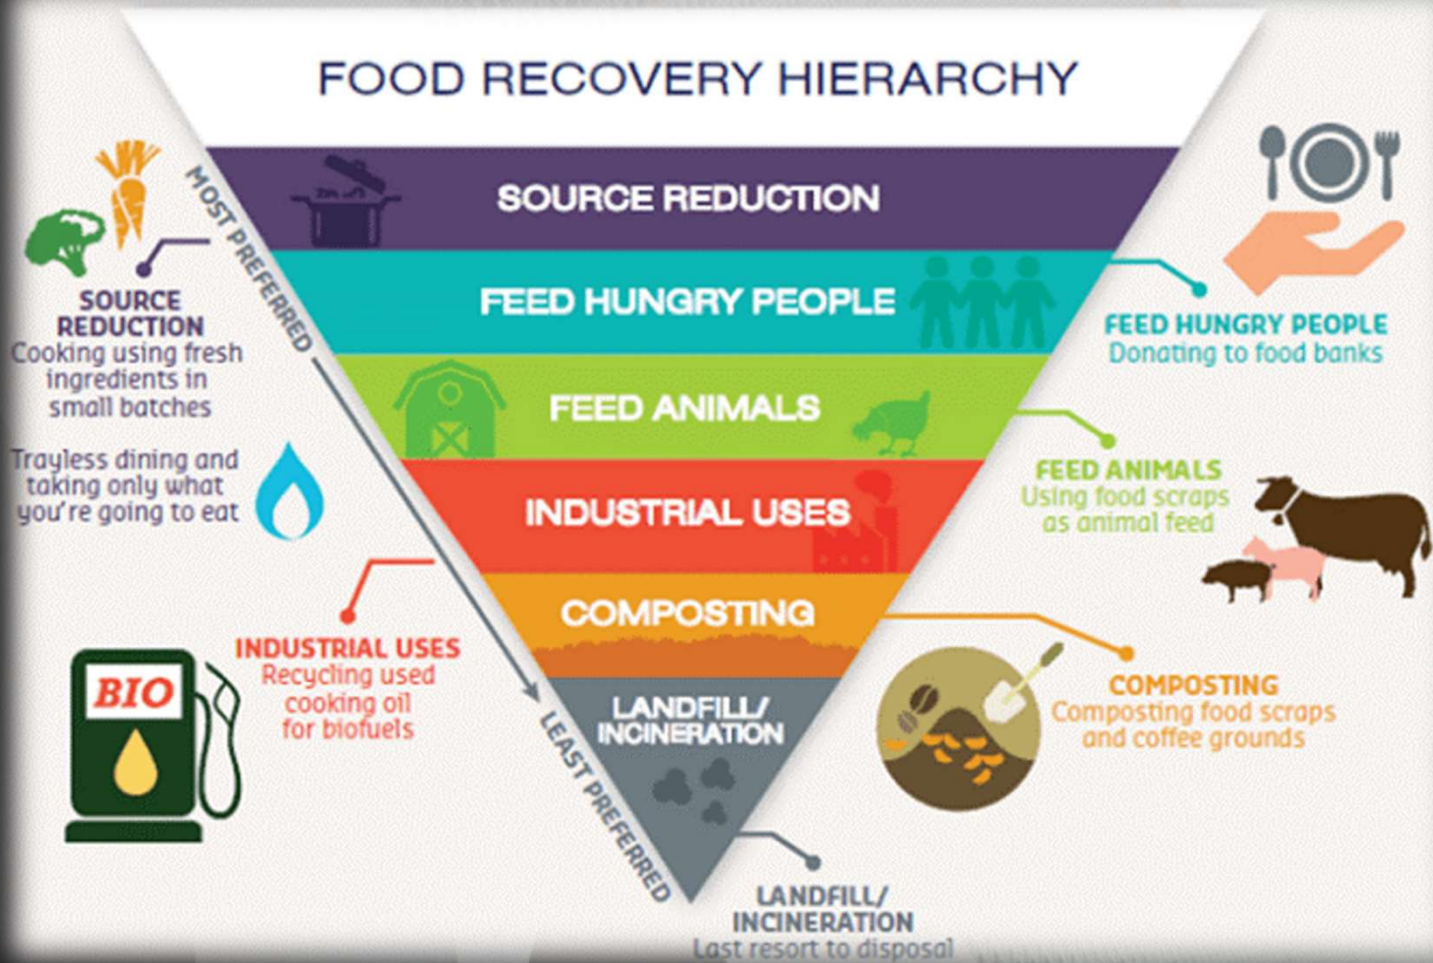 FOOD RECOVERY HIERARCHY
MOST PREFERRED
SOURCE REDUCTION
FEED HUNGRY PEOPLE
FEED ANIMALS
INDUSTRIAL USES
COMPOSTING
LANDFILL/
INCINERATION
LEAST PREFERRED
SOURCE
REDUCTION
Cooking using fresh
ingredients in
small batches
Trayless dining and
taking only what
you're going to eat
FEED HUNGRY PEOPLE
Donating to food banks
FEED ANIMALS
Using food scraps
as animal feed
INDUSTRIAL USES
Recycling used
cooking oil
for biofuels
BIO
COMPOSTING
Composting food scraps
and coffee grounds
LANDFILL/
INCINERATION
Last resort to disposal